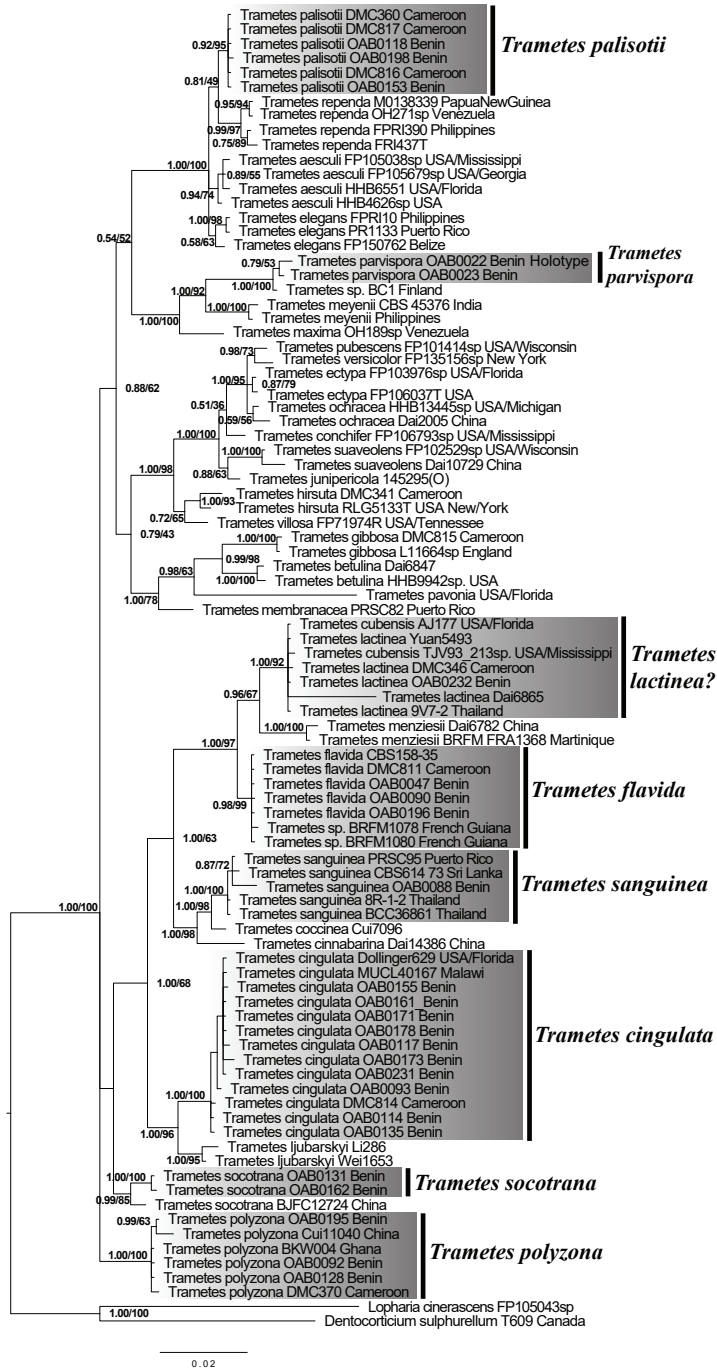 Trametes palisotii DMC360 Cameroon
Trametes palisotii DMC817 Cameroon
0.92/95
Trametes palisotii OAB0118 Benin
Trametes palisotii OAB0198 Benin
Trametes palisotii DMC816 Cameroon
Trametes palisotii OAB0153 Benin
Trametes palisotii
0.81/49
0.95/94
Trametes rependa M0138339 PapuaNewGuinea
Trametes rependa OH271sp Venezuela
0.99/97
Trametes rependa FPRI390 Philippines
0.75/89
Trametes rependa FRI437T
1.00/100
Trametes aesculi FP105038sp USA/Mississippi
0.89/55
Trametes aesculi FP105679sp USA/Georgia
Trametes aesculi HHB6551 USA/Florida
0.94/74
Trametes aesculi HHB4626sp USA
1.00/98
Trametes elegans FPRI10 Philippines
Trametes elegans PR1133 Puerto Rico
0.58/63
Trametes elegans FP150762 Belize
0.54/52
0.79/53
Trametes parvispora OAB0022 Benin Holotype
Trametes parvispora OAB0023 Benin
Trametes
parvispora
1.00/100
Trametes sp. BC1 Finland
1.00/92
1.00/100
Trametes meyenii CBS 45376 India
Trametes meyenii Philippines
1.00/100
Trametes maxima OH189sp Venezuela
0.98/73
Trametes pubescens FP101414sp USA/Wisconsin
Trametes versicolor FP135156sp New York
1.00/95
Trametes ectypa FP103976sp USA/Florida
0.87/79
Trametes ectypa FP106037T USA
0.88/62
0.51/36
Trametes ochracea HHB13445sp USA/Michigan
0.59/56
Trametes ochracea Dai2005 China
1.00/100
Trametes conchifer FP106793sp USA/Mississippi
1.00/100
Trametes suaveolens FP102529sp USA/Wisconsin
Trametes suaveolens Dai10729 China
1.00/98
0.88/63
Trametes junipericola 145295(O)
Trametes hirsuta DMC341 Cameroon
1.00/93
Trametes hirsuta RLG5133T USA New/York
0.72/65
Trametes villosa FP71974R USA/Tennessee
0.79/43
1.00/100
Trametes gibbosa DMC815 Cameroon
Trametes gibbosa L11664sp England
0.99/98
Trametes betulina Dai6847
0.98/63
1.00/100
Trametes betulina HHB9942sp. USA
Trametes pavonia USA/Florida
1.00/78
Trametes membranacea PRSC82 Puerto Rico
Trametes cubensis AJ177 USA/Florida
Trametes lactinea Yuan5493
Trametes cubensis TJV93_213sp. USA/Mississippi
1.00/92
Trametes lactinea DMC346 Cameroon
Trametes lactinea OAB0232 Benin
Trametes lactinea Dai6865
Trametes lactinea 9V7-2 Thailand
Trametes
lactinea?
0.96/67
1.00/100
Trametes menziesii Dai6782 China
Trametes menziesii BRFM FRA1368 Martinique
1.00/97
Trametes flavida CBS158-35
Trametes flavida DMC811 Cameroon
Trametes flavida OAB0047 Benin
Trametes flavida OAB0090 Benin
0.98/99
Trametes flavida OAB0196 Benin
Trametes sp. BRFM1078 French Guiana
Trametes sp. BRFM1080 French Guiana
Trametes flavida
1.00/63
0.87/72
Trametes sanguinea PRSC95 Puerto Rico
Trametes sanguinea CBS614 73 Sri Lanka
1.00/100
Trametes sanguinea OAB0088 Benin
Trametes sanguinea 8R-1-2 Thailand
Trametes sanguinea BCC36861 Thailand
Trametes sanguinea
1.00/98
Trametes coccinea Cui7096
1.00/98
Trametes cinnabarina Dai14386 China
1.00/100
1.00/68
Trametes cingulata Dollinger629 USA/Florida
Trametes cingulata MUCL40167 Malawi
Trametes cingulata OAB0155 Benin
Trametes cingulata OAB0161_Benin
Trametes cingulata OAB0171 Benin
Trametes cingulata OAB0178 Benin
Trametes cingulata OAB0117 Benin
Trametes cingulata OAB0173 Benin
Trametes cingulata OAB0231 Benin
Trametes cingulata OAB0093 Benin
1.00/100
Trametes cingulata DMC814 Cameroon
Trametes cingulata OAB0114 Benin
Trametes cingulata OAB0135 Benin
Trametes cingulata
1.00/96
Trametes ljubarskyi Li286
1.00/95
Trametes ljubarskyi Wei1653
1.00/100
Trametes socotrana OAB0131 Benin
Trametes socotrana OAB0162 Benin
Trametes socotrana
0.99/85
Trametes socotrana BJFC12724 China
0.99/63
Trametes polyzona OAB0195 Benin
Trametes polyzona Cui11040 China
1.00/100
Trametes polyzona BKW004 Ghana
Trametes polyzona OAB0092 Benin
Trametes polyzona OAB0128 Benin
Trametes polyzona DMC370 Cameroon
Trametes polyzona
1.00/100
Lopharia cinerascens FP105043sp
Dentocorticium sulphurellum T609 Canada
0.02